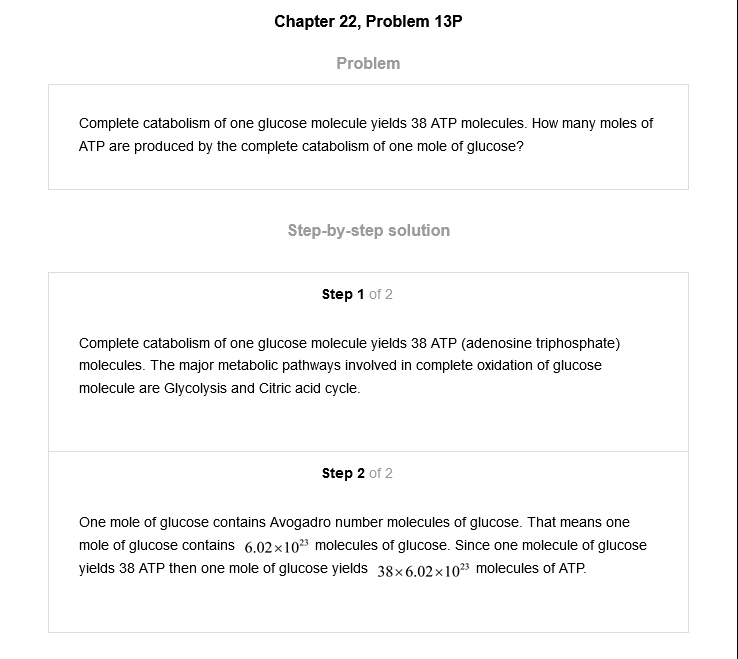 Chapter 22, Problem 13P
Problem
Complete catabolism of one glucose molecule yields 38 ATP molecules. How many moles of
ATP are produced by the complete catabolism of one mole of glucose?
Step-by-step solution
Step 1 of 2
Complete catabolism of one glucose molecule yields 38 ATP (adenosine triphosphate)
molecules. The major metabolic pathways involved in complete oxidation of glucose
molecule are Glycolysis and Citric acid cycle.
Step 2 of 2
One mole of glucose contains Avogadro number molecules of glucose. That means one
mole of glucose contains 6.02×10²³ molecules of glucose. Since one molecule of glucose
yields 38 ATP then one mole of glucose yields 38×6.02×10²³ molecules of ATP.